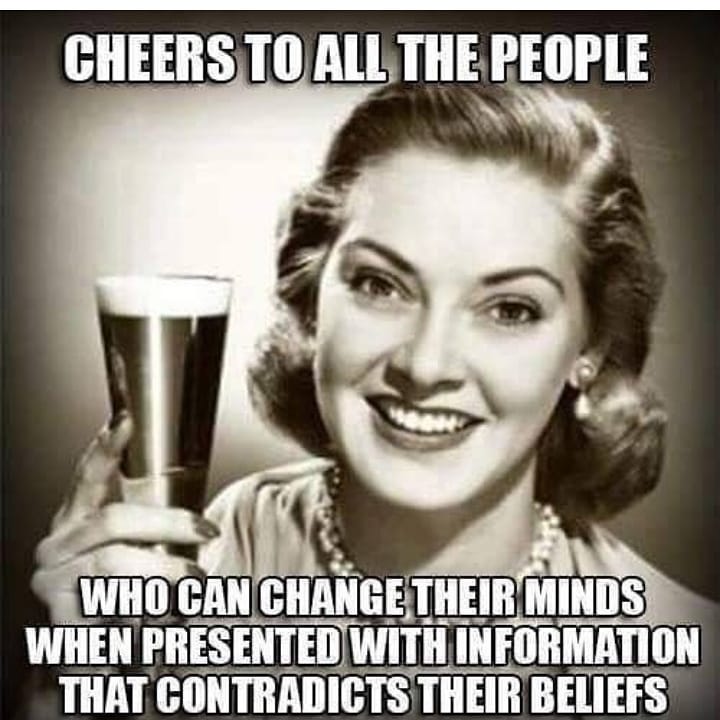 CHEERS TO ALL THE PEOPLE
WHO CAN CHANGE THEIR MINDS
WHEN PRESENTED WITH INFORMATION
THAT CONTRADICTS THEIR BELIEFS